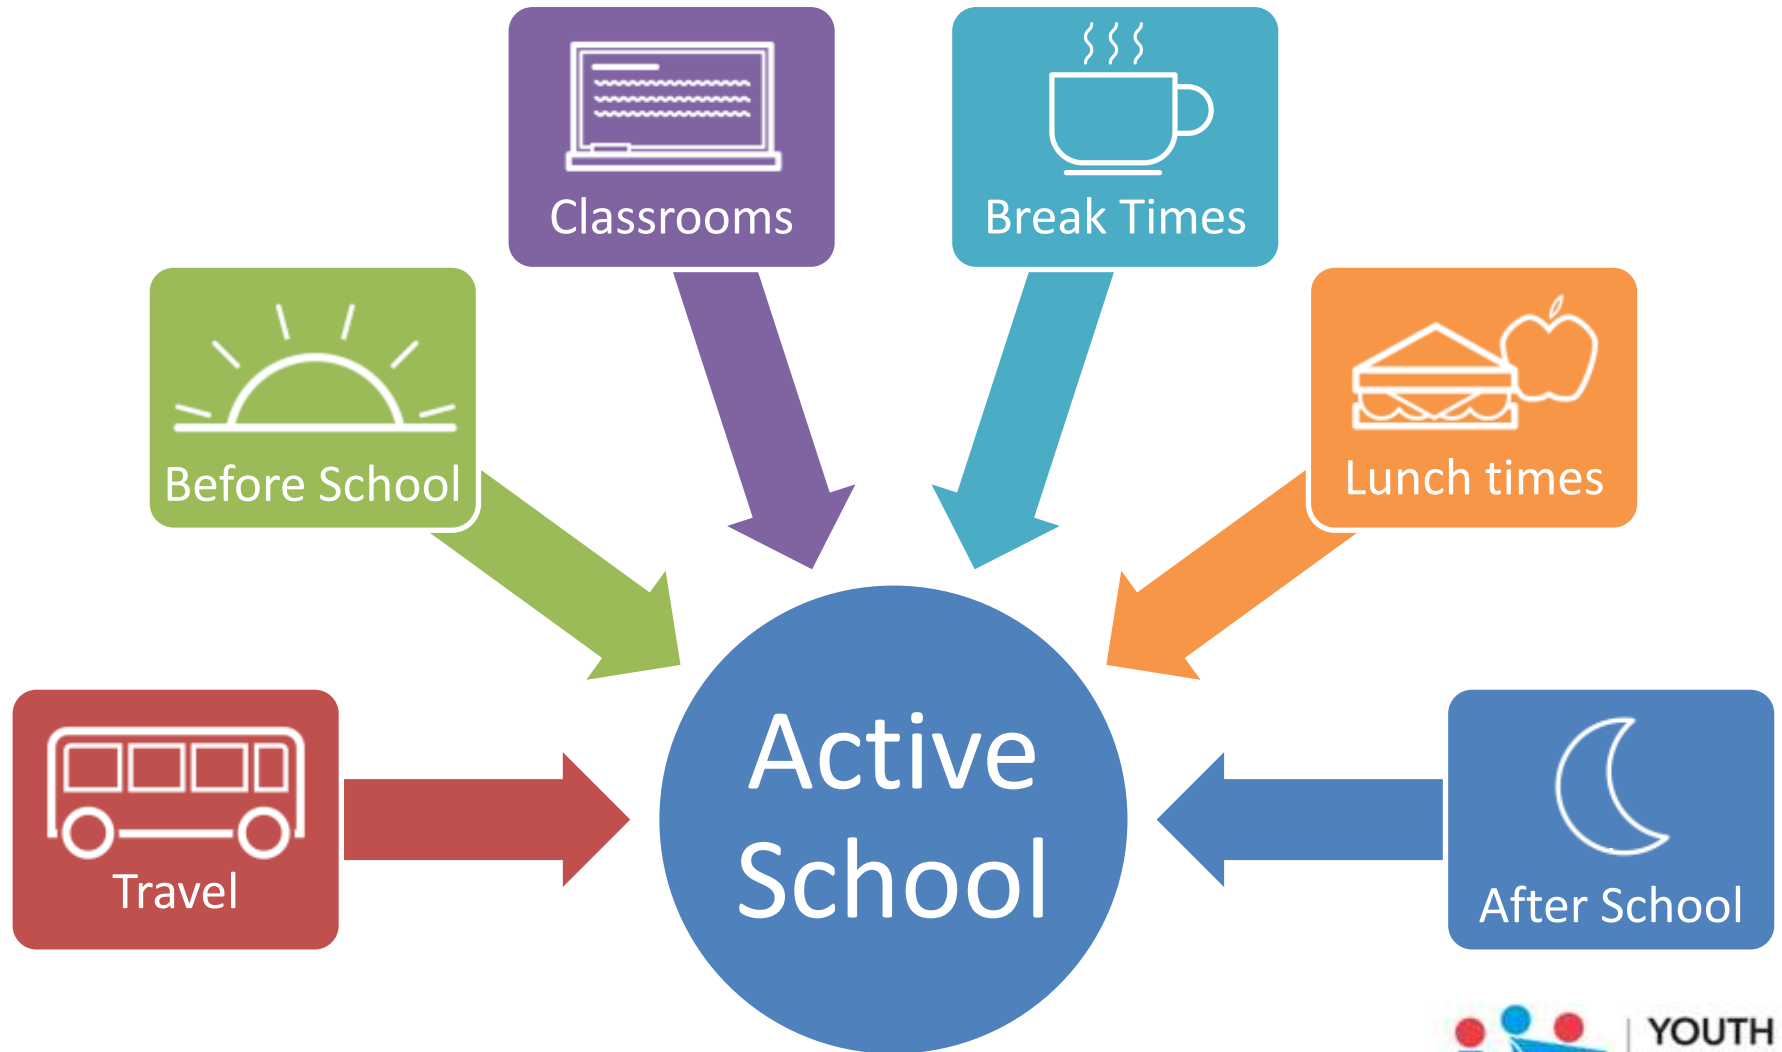 Classrooms
Break Times
Before School
Lunch times
Travel
Active
School
After School
YOUTH